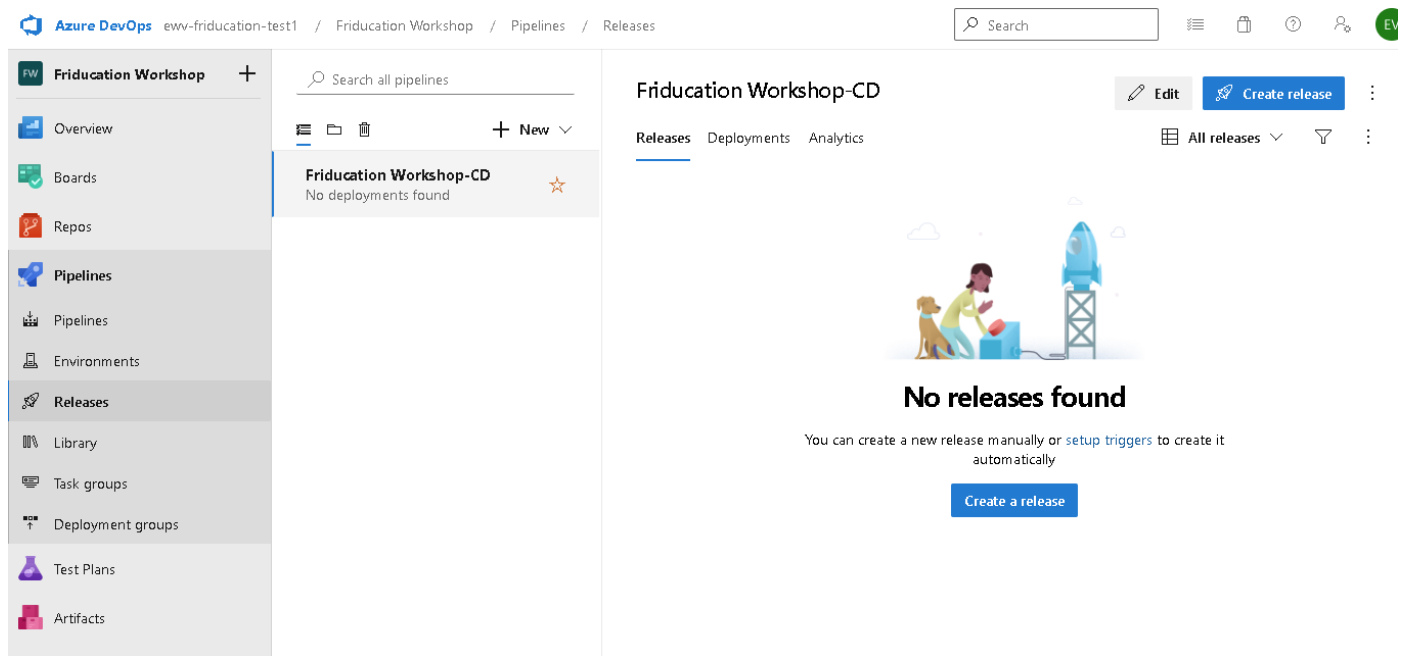 Azure DevOps ewv-friducation-test1 / Friducation Workshop / Pipelines / Releases
Search
EV
FW Friducation Workshop
Overview
Boards
Repos
Pipelines
Pipelines
Environments
Releases
Library
Task groups
Deployment groups
Test Plans
Artifacts
Search all pipelines
New
Friducation Workshop-CD
No deployments found
Friducation Workshop-CD
Edit
Create release
Releases Deployments Analytics
All releases
No releases found
You can create a new release manually or setup triggers to create it
automatically
Create a release